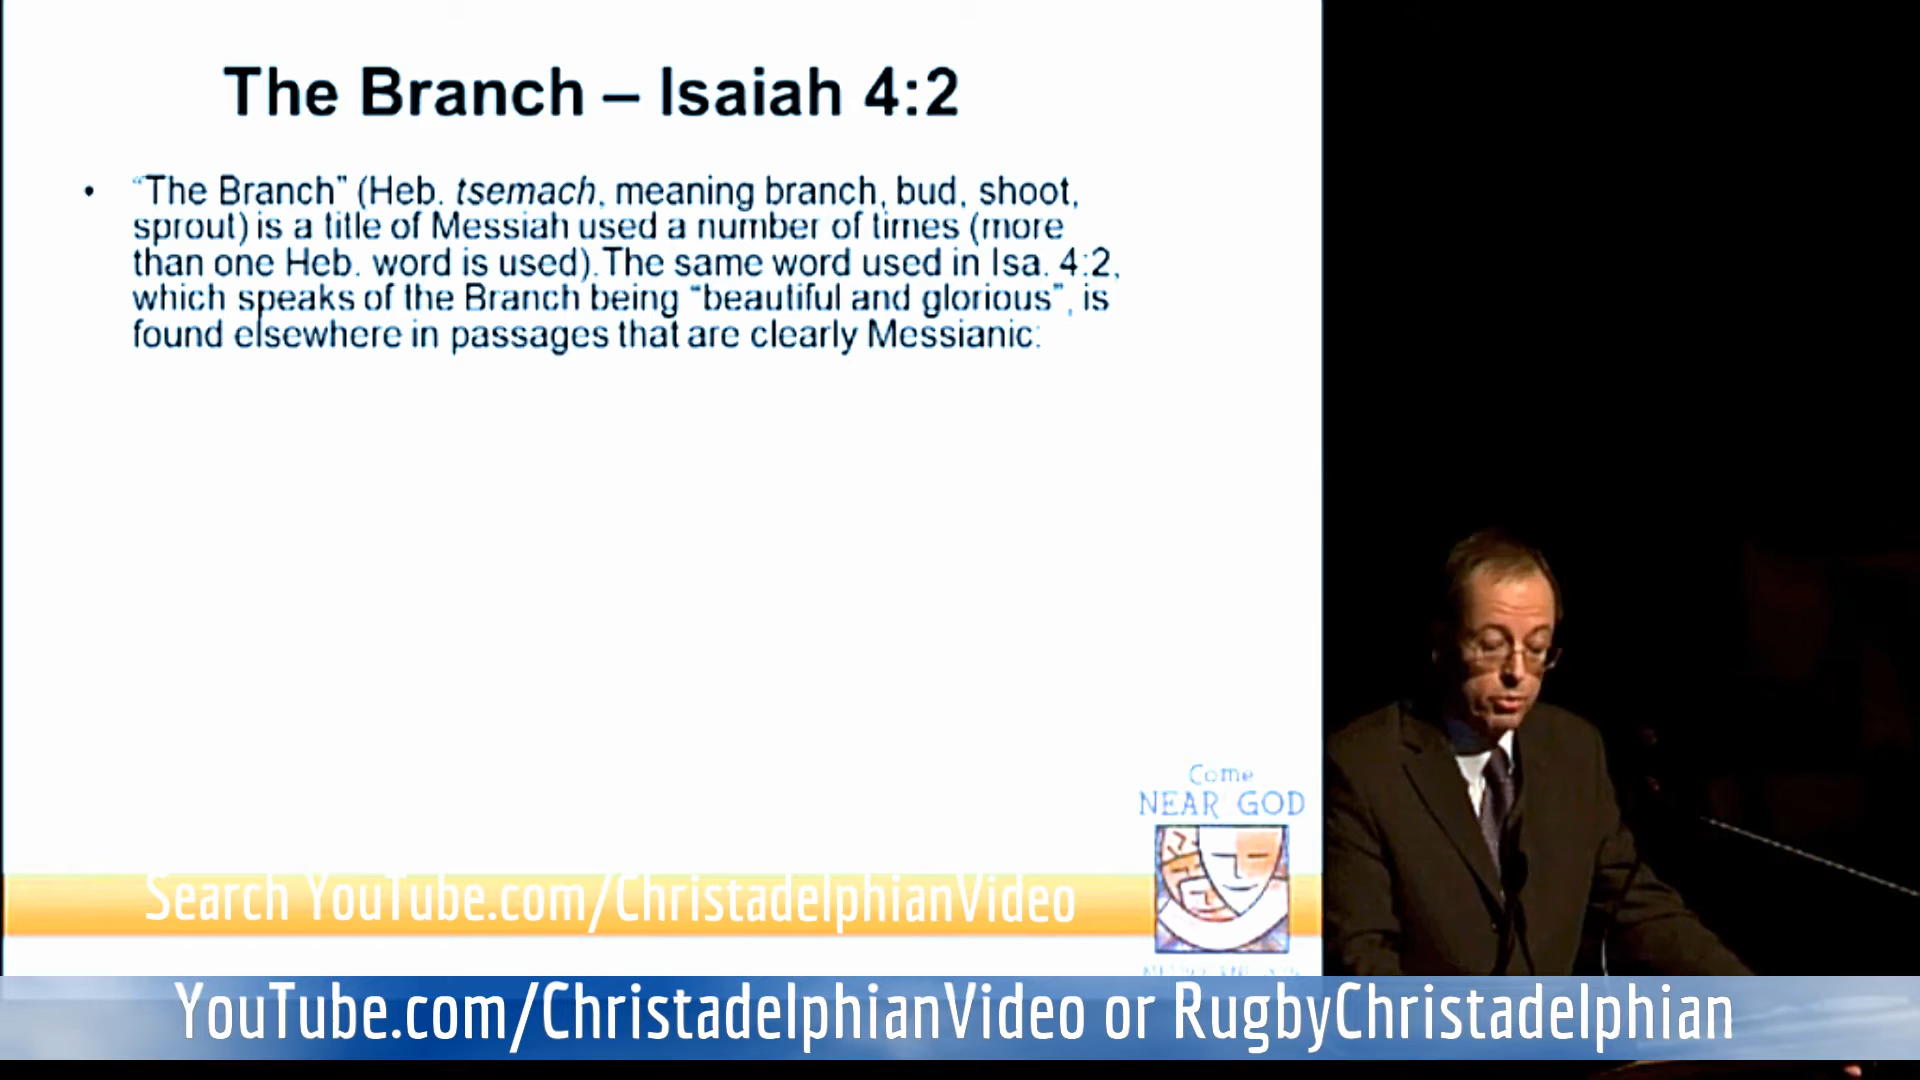 The Branch – Isaiah 4:2
• “The Branch” (Heb. tsemach, meaning branch, bud, shoot,
sprout) is a title of Messiah used a number of times (more
than one Heb. word is used). The same word used in Isa. 4:2,
which speaks of the Branch being “beautiful and glorious”, is
found elsewhere in passages that are clearly Messianic:
Come
NEAR GOD
Search YouTube.com/ChristadelphianVideo
YouTube.com/ChristadelphianVideo or RugbyChristadelphian